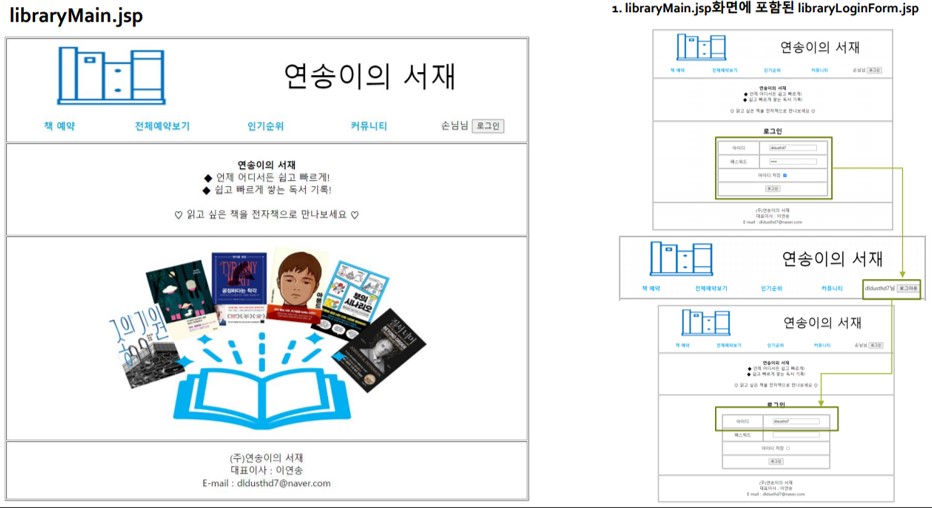 libraryMain.jsp
연송이의 서재
책 예약 전체예약보기 인기순위 커뮤니티 손님님 로그인
연송이의 서재
◆ 언제 어디서든 쉽고 빠르게!
◆ 쉽고 빠르게 쌓는 독서 기록!
♡ 읽고 싶은 책을 전자책으로 만나보세요 ♡
TYRANNY
공정하다는 착각
부의
시나리오
(주)연송이의 서재
대표이사 : 이연송
E-mail : dldusthd7@naver.com
1. libraryMain.jsp화면에 포함된 libraryLoginForm.jsp
연송이의 서재
책 예약 전체예약보기 인기순위 커뮤니티 손님님 로그인
연송이의 서재
◆ 언제 어디서든 쉽고 빠르게!
◆ 쉽고 빠르게 쌓는 독서 기록!
♡ 읽고 싶은 책을 전자책으로 만나보세요 ♡
로그인
아이디 dldusthd7
패스워드 ••••
아이디 저장
로그인
(주)연송이의 서재
대표이사 : 이연송
E-mail : dldusthd7@naver.com
연송이의 서재
책 예약 전체예약보기 인기순위 커뮤니티 dldusthd7님 로그아웃
연송이의 서재
책 예약 전체예약보기 인기순위 커뮤니티 손님님 로그인
연송이의 서재
◆ 언제 어디서든 쉽고 빠르게!
◆ 쉽고 빠르게 쌓는 독서 기록!
♡ 읽고 싶은 책을 전자책으로 만나보세요 ♡
로그인
아이디 dldusthd7
패스워드
아이디 저장
로그인
(주)연송이의 서재
대표이사 : 이연송
E-mail : dldusthd7@naver.com